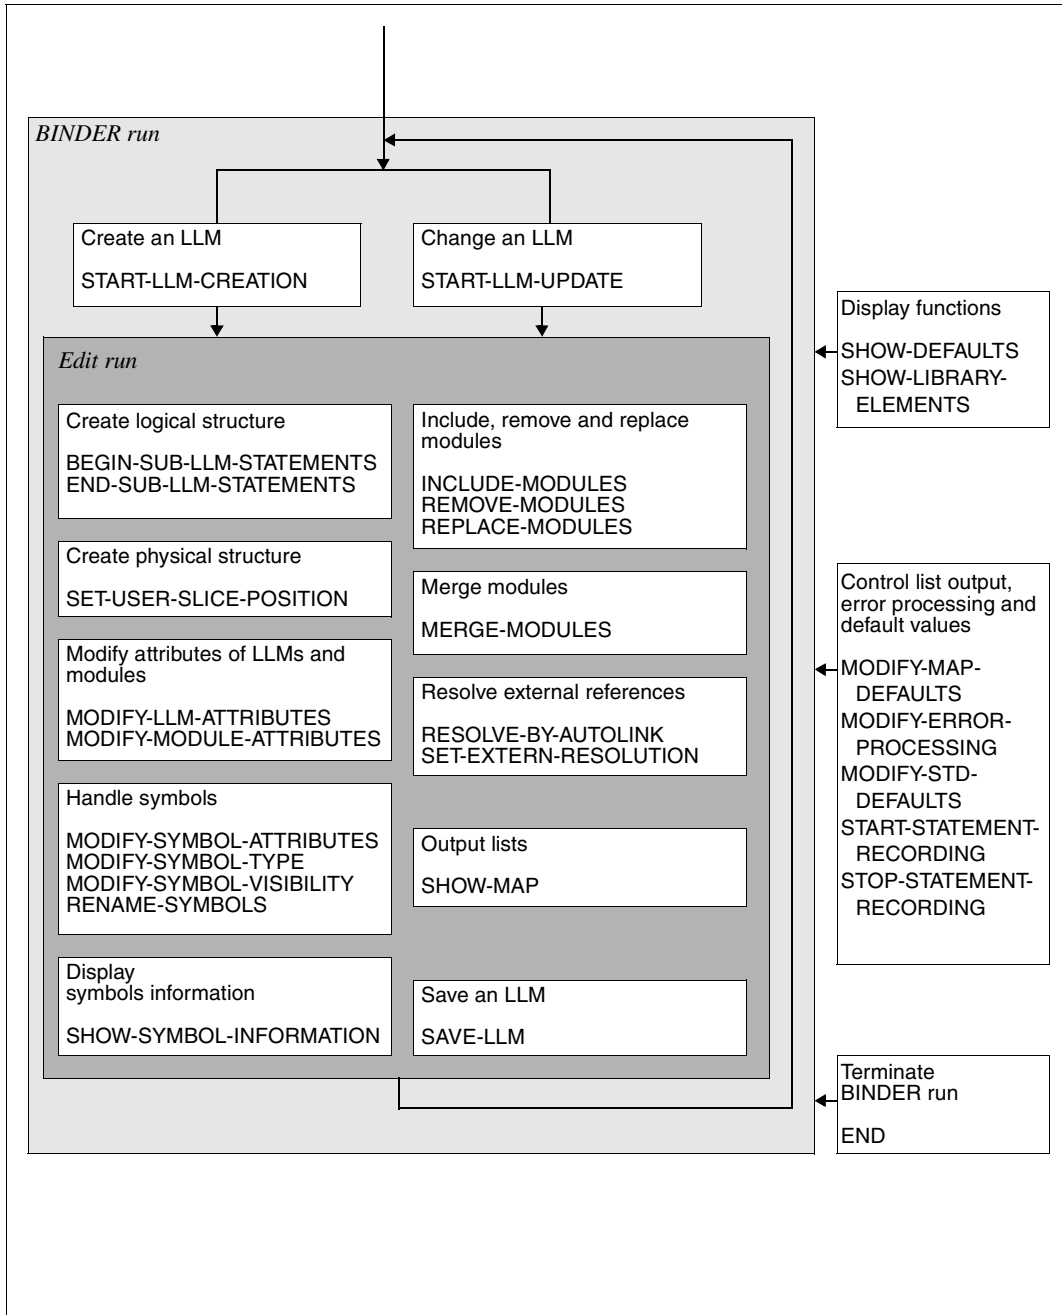 BINDER run
Create an LLM
START-LLM-CREATION
Change an LLM
START-LLM-UPDATE
Edit run
Create logical structure
BEGIN-SUB-LLM-STATEMENTS
END-SUB-LLM-STATEMENTS
Create physical structure
SET-USER-SLICE-POSITION
Modify attributes of LLMs and
modules
MODIFY-LLM-ATTRIBUTES
MODIFY-MODULE-ATTRIBUTES
Handle symbols
MODIFY-SYMBOL-ATTRIBUTES
MODIFY-SYMBOL-TYPE
MODIFY-SYMBOL-VISIBILITY
RENAME-SYMBOLS
Display
symbols information
SHOW-SYMBOL-INFORMATION
Include, remove and replace
modules
INCLUDE-MODULES
REMOVE-MODULES
REPLACE-MODULES
Merge modules
MERGE-MODULES
Resolve external references
RESOLVE-BY-AUTOLINK
SET-EXTERN-RESOLUTION
Output lists
SHOW-MAP
Save an LLM
SAVE-LLM
Display functions
SHOW-DEFAULTS
SHOW-LIBRARY-
ELEMENTS
Control list output,
error processing and
default values
MODIFY-MAP-
DEFAULTS
MODIFY-ERROR-
PROCESSING
MODIFY-STD-
DEFAULTS
START-STATEMENT-
RECORDING
STOP-STATEMENT-
RECORDING
Terminate
BINDER run
END